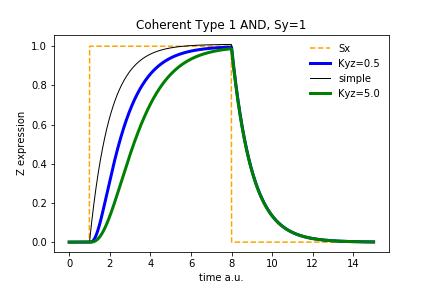 Coherent Type 1 AND, Sy=1
Z expression
1.0
0.8
0.6
0.4
0.2
0.0
Sx
Kyz=0.5
simple
Kyz=5.0
0 2 4 6 8 10 12 14
time a.u.